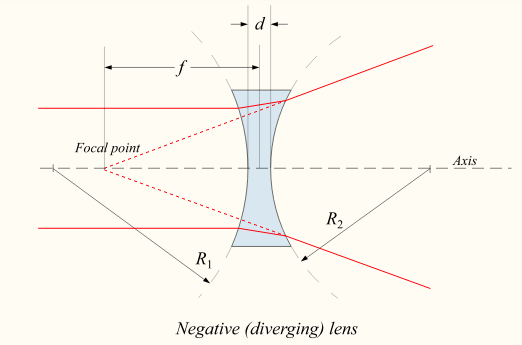 d
f
Focal point
Axis
R2
R1
Negative (diverging) lens